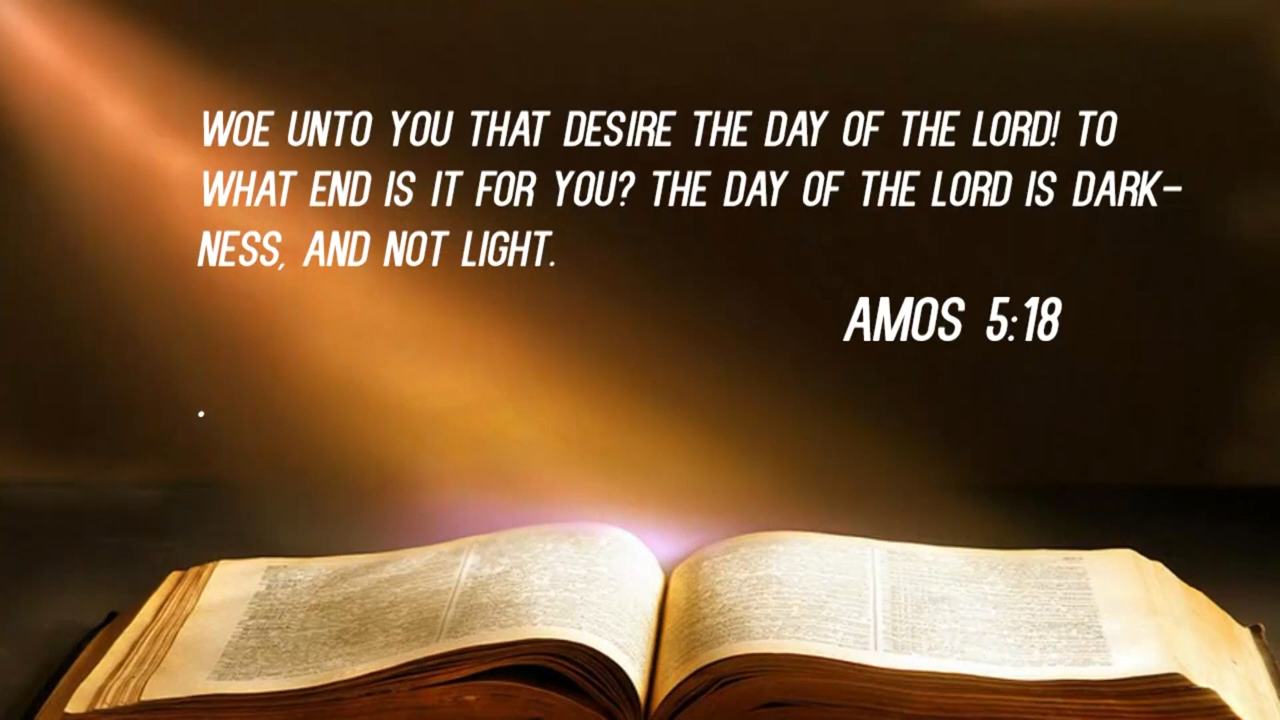 WOE UNTO YOU THAT DESIRE THE DAY OF THE LORD! TO
WHAT END IS IT FOR YOU? THE DAY OF THE LORD IS DARK-
NESS, AND NOT LIGHT.
AMOS 5:18
.